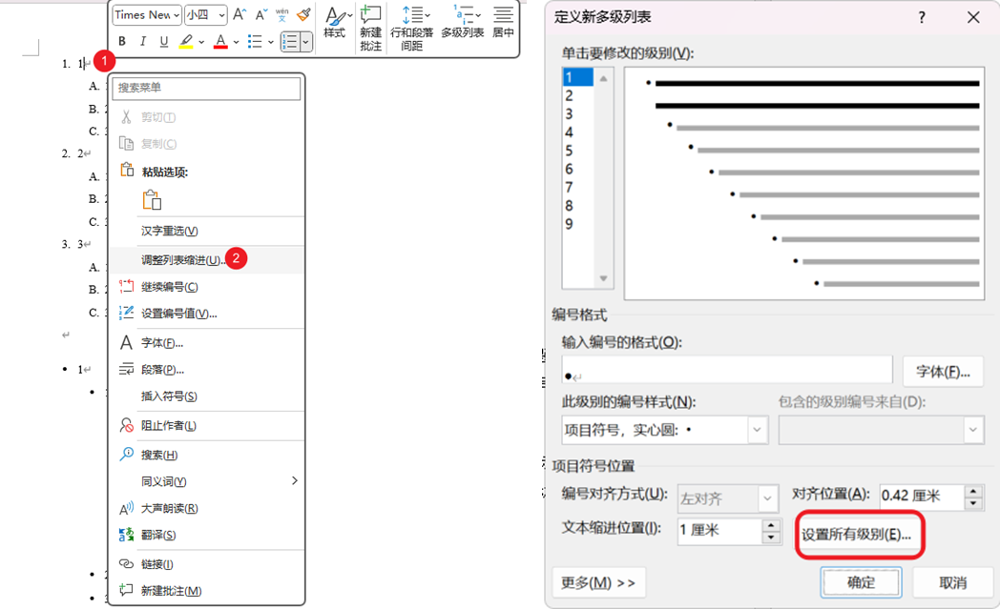 Times New 小四 A A wén 文
B I U A 样式 新建批注 行和段落间距 多级列表 居中
1. 1
1
A.
B.
C.
2. 2
A.
B.
C.
3. 3
A.
B.
C.
• 1
•
•
•
搜索菜单
剪切(T)
复制(C)
粘贴选项:
汉字重选(V)
调整列表缩进(U)... 2
继续编号(C)
设置编号值(V)...
字体(F)...
段落(P)...
插入符号(S)
阻止作者(L)
搜索(H)
同义词(Y)
大声朗读(R)
翻译(S)
链接(I)
新建批注(M)
定义新多级列表 ?
单击要修改的级别(V):
1
2
3
4
5
6
7
8
9
编号格式
输入编号的格式(O):
●
字体(F)...
此级别的编号样式(N): 包含的级别编号来自(D):
项目符号，实心圆: •
项目符号位置
编号对齐方式(U): 左对齐 对齐位置(A): 0.42 厘米
文本缩进位置(I): 1 厘米 设置所有级别(E)...
更多(M) >> 确定 取消